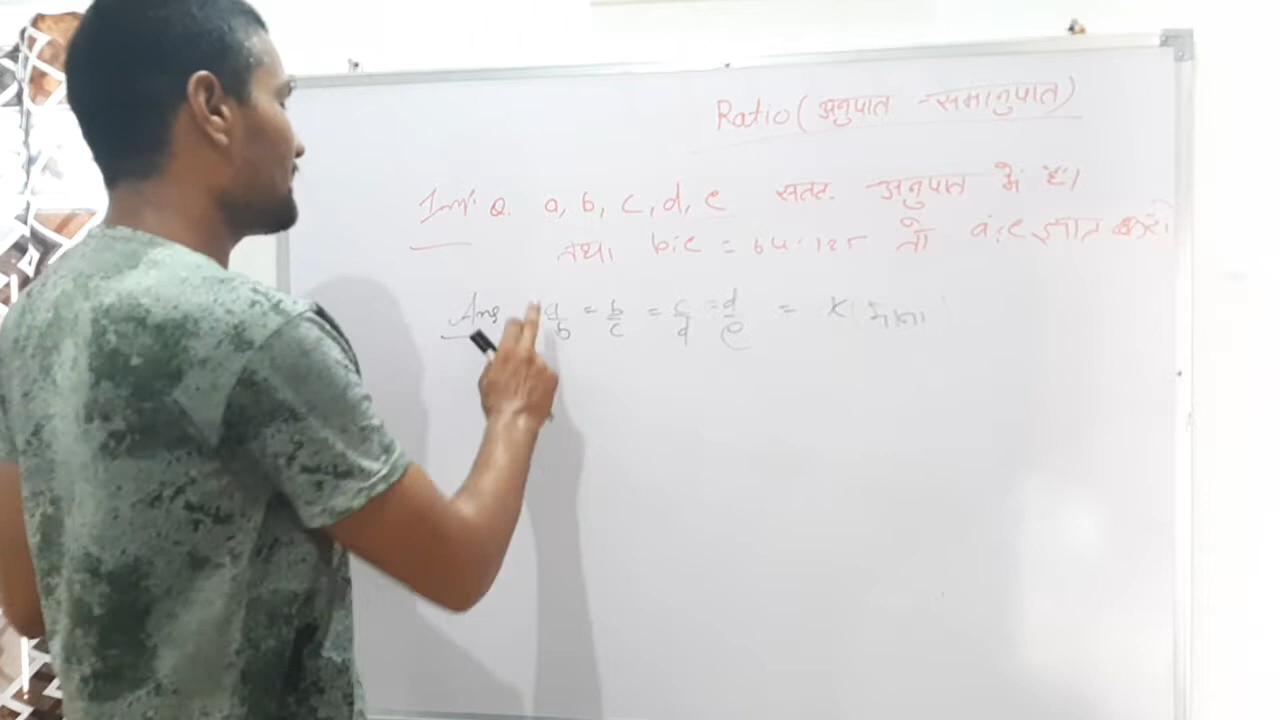 Ratio (अनुपात -समानुपात)
Imp: Q. a, b, c, d, e सतत. अनुपात में हैं।
तथा b:e = 64:125 तो a:e ज्ञात करो
Ans a/b = b/c = c/d = d/e = K (माना